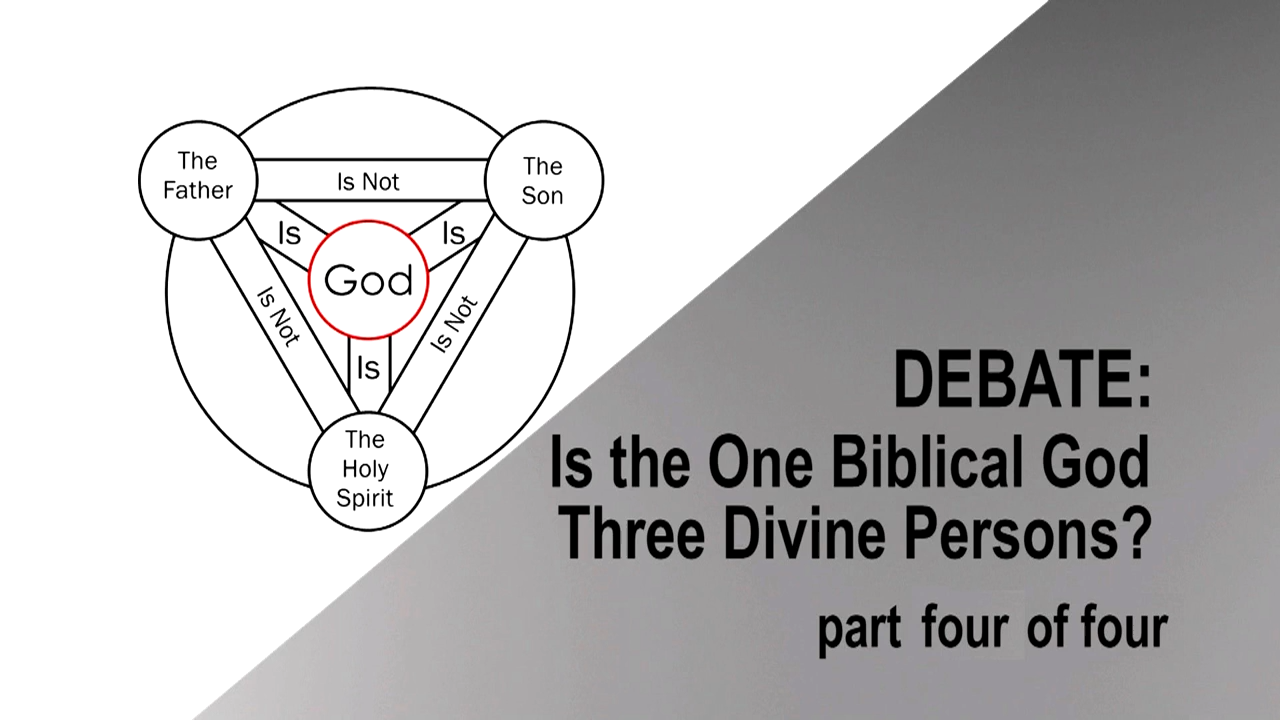 The
Father
Is Not
The
Son
Is
Is
God
Is Not
Is Not
Is
The
Holy
Spirit
DEBATE:
Is the One Biblical God
Three Divine Persons?
part four of four